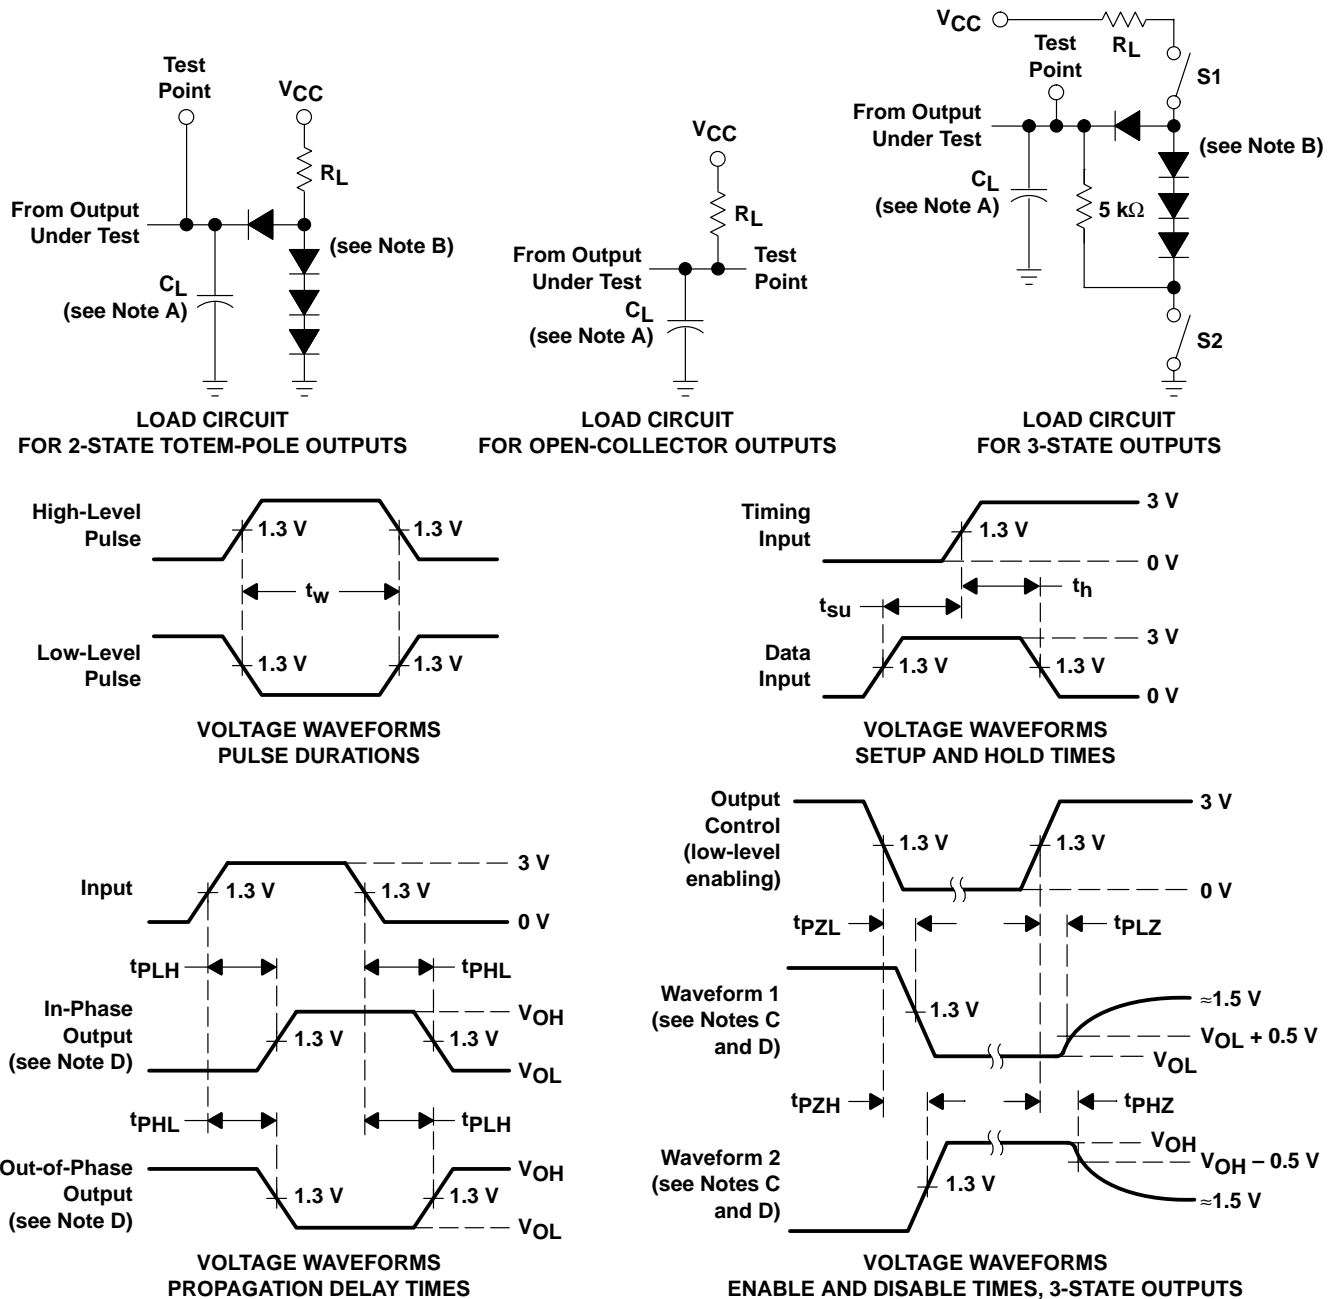 Test
Point
VCC
RL
From Output
Under Test
(see Note B)
CL
(see Note A)
LOAD CIRCUIT
FOR 2-STATE TOTEM-POLE OUTPUTS
VCC
RL
From Output
Under Test
Test
Point
CL
(see Note A)
LOAD CIRCUIT
FOR OPEN-COLLECTOR OUTPUTS
VCC
RL
Test
Point
S1
From Output
Under Test
(see Note B)
CL
(see Note A)
5 kΩ
S2
LOAD CIRCUIT
FOR 3-STATE OUTPUTS
High-Level
Pulse
1.3 V
1.3 V
tw
Low-Level
Pulse
1.3 V
1.3 V
VOLTAGE WAVEFORMS
PULSE DURATIONS
Timing
Input
3 V
1.3 V
0 V
th
tsu
Data
Input
3 V
1.3 V
1.3 V
0 V
VOLTAGE WAVEFORMS
SETUP AND HOLD TIMES
Input
3 V
1.3 V
1.3 V
0 V
tPLH
tPHL
In-Phase
Output
(see Note D)
VOH
1.3 V
1.3 V
VOL
tPHL
tPLH
Out-of-Phase
Output
(see Note D)
VOH
1.3 V
1.3 V
VOL
VOLTAGE WAVEFORMS
PROPAGATION DELAY TIMES
Output
Control
(low-level
enabling)
3 V
1.3 V
1.3 V
0 V
tPZL
tPLZ
Waveform 1
(see Notes C
and D)
1.3 V
≈1.5 V
VOL + 0.5 V
VOL
tPZH
tPHZ
Waveform 2
(see Notes C
and D)
1.3 V
VOH
VOH – 0.5 V
≈1.5 V
VOLTAGE WAVEFORMS
ENABLE AND DISABLE TIMES, 3-STATE OUTPUTS